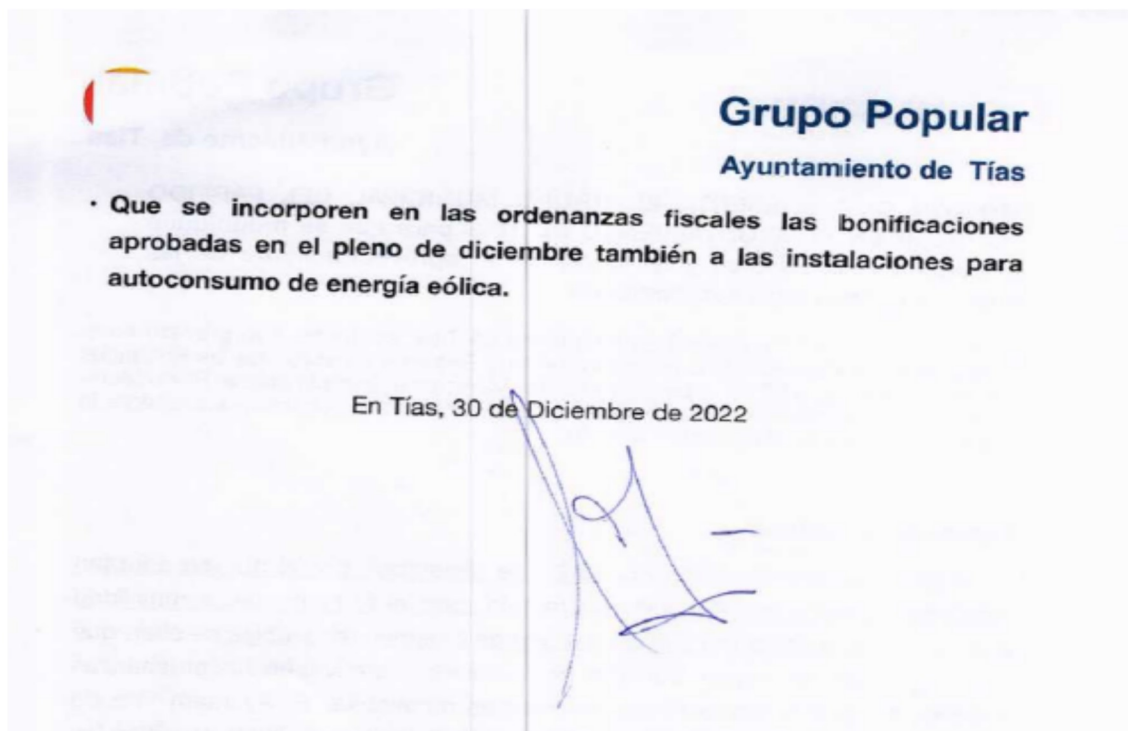 Grupo Popular
Ayuntamiento de Tías
· Que se incorporen en las ordenanzas fiscales las bonificaciones
aprobadas en el pleno de diciembre también a las instalaciones para
autoconsumo de energía eólica.
En Tías, 30 de Diciembre de 2022